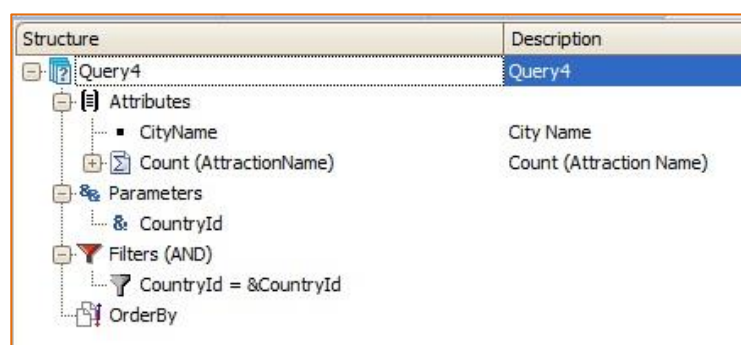 Structure Description
Query4 Query4
Attributes
CityName City Name
Count (AttractionName) Count (Attraction Name)
Parameters
CountryId
Filters (AND)
CountryId = &CountryId
OrderBy